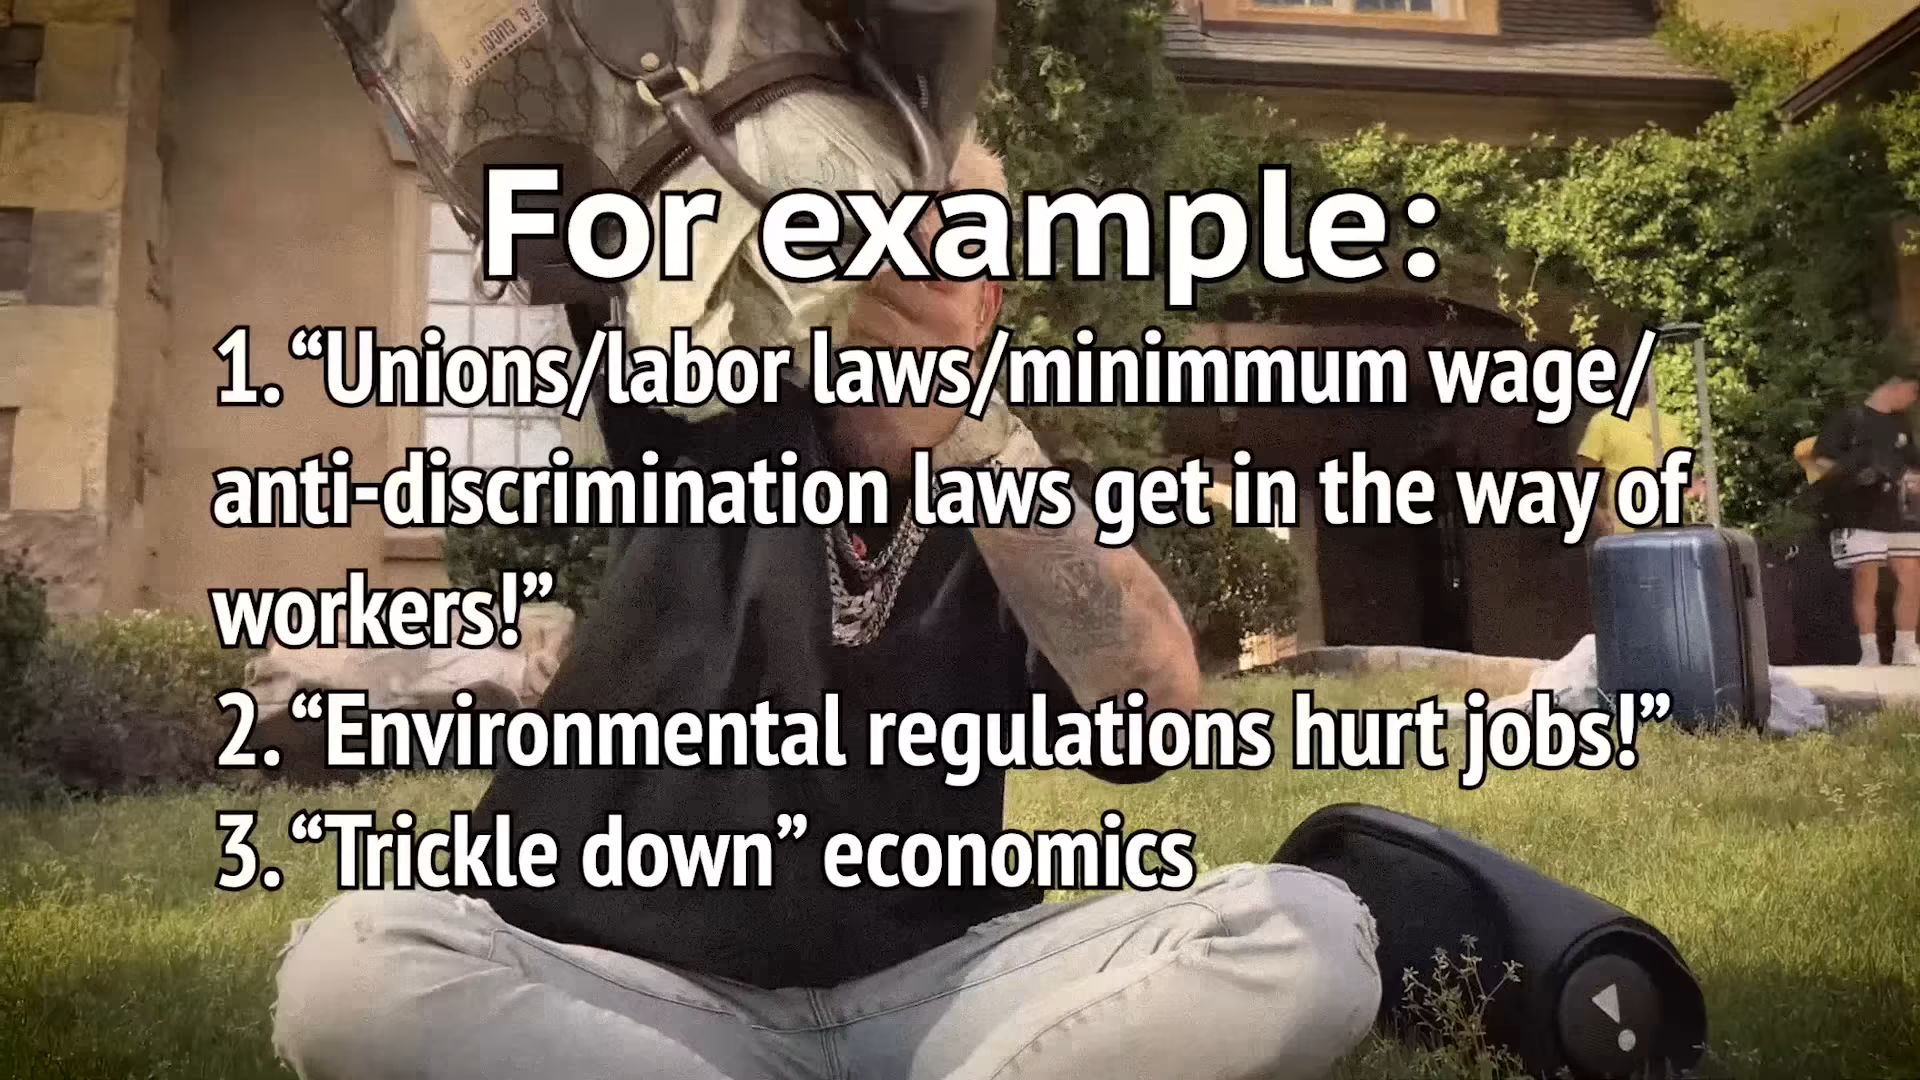 GUCCI
For example:
1. “Unions/labor laws/minimmum wage/
anti-discrimination laws get in the way of
workers!”
2. “Environmental regulations hurt jobs!”
3. “Trickle down” economics